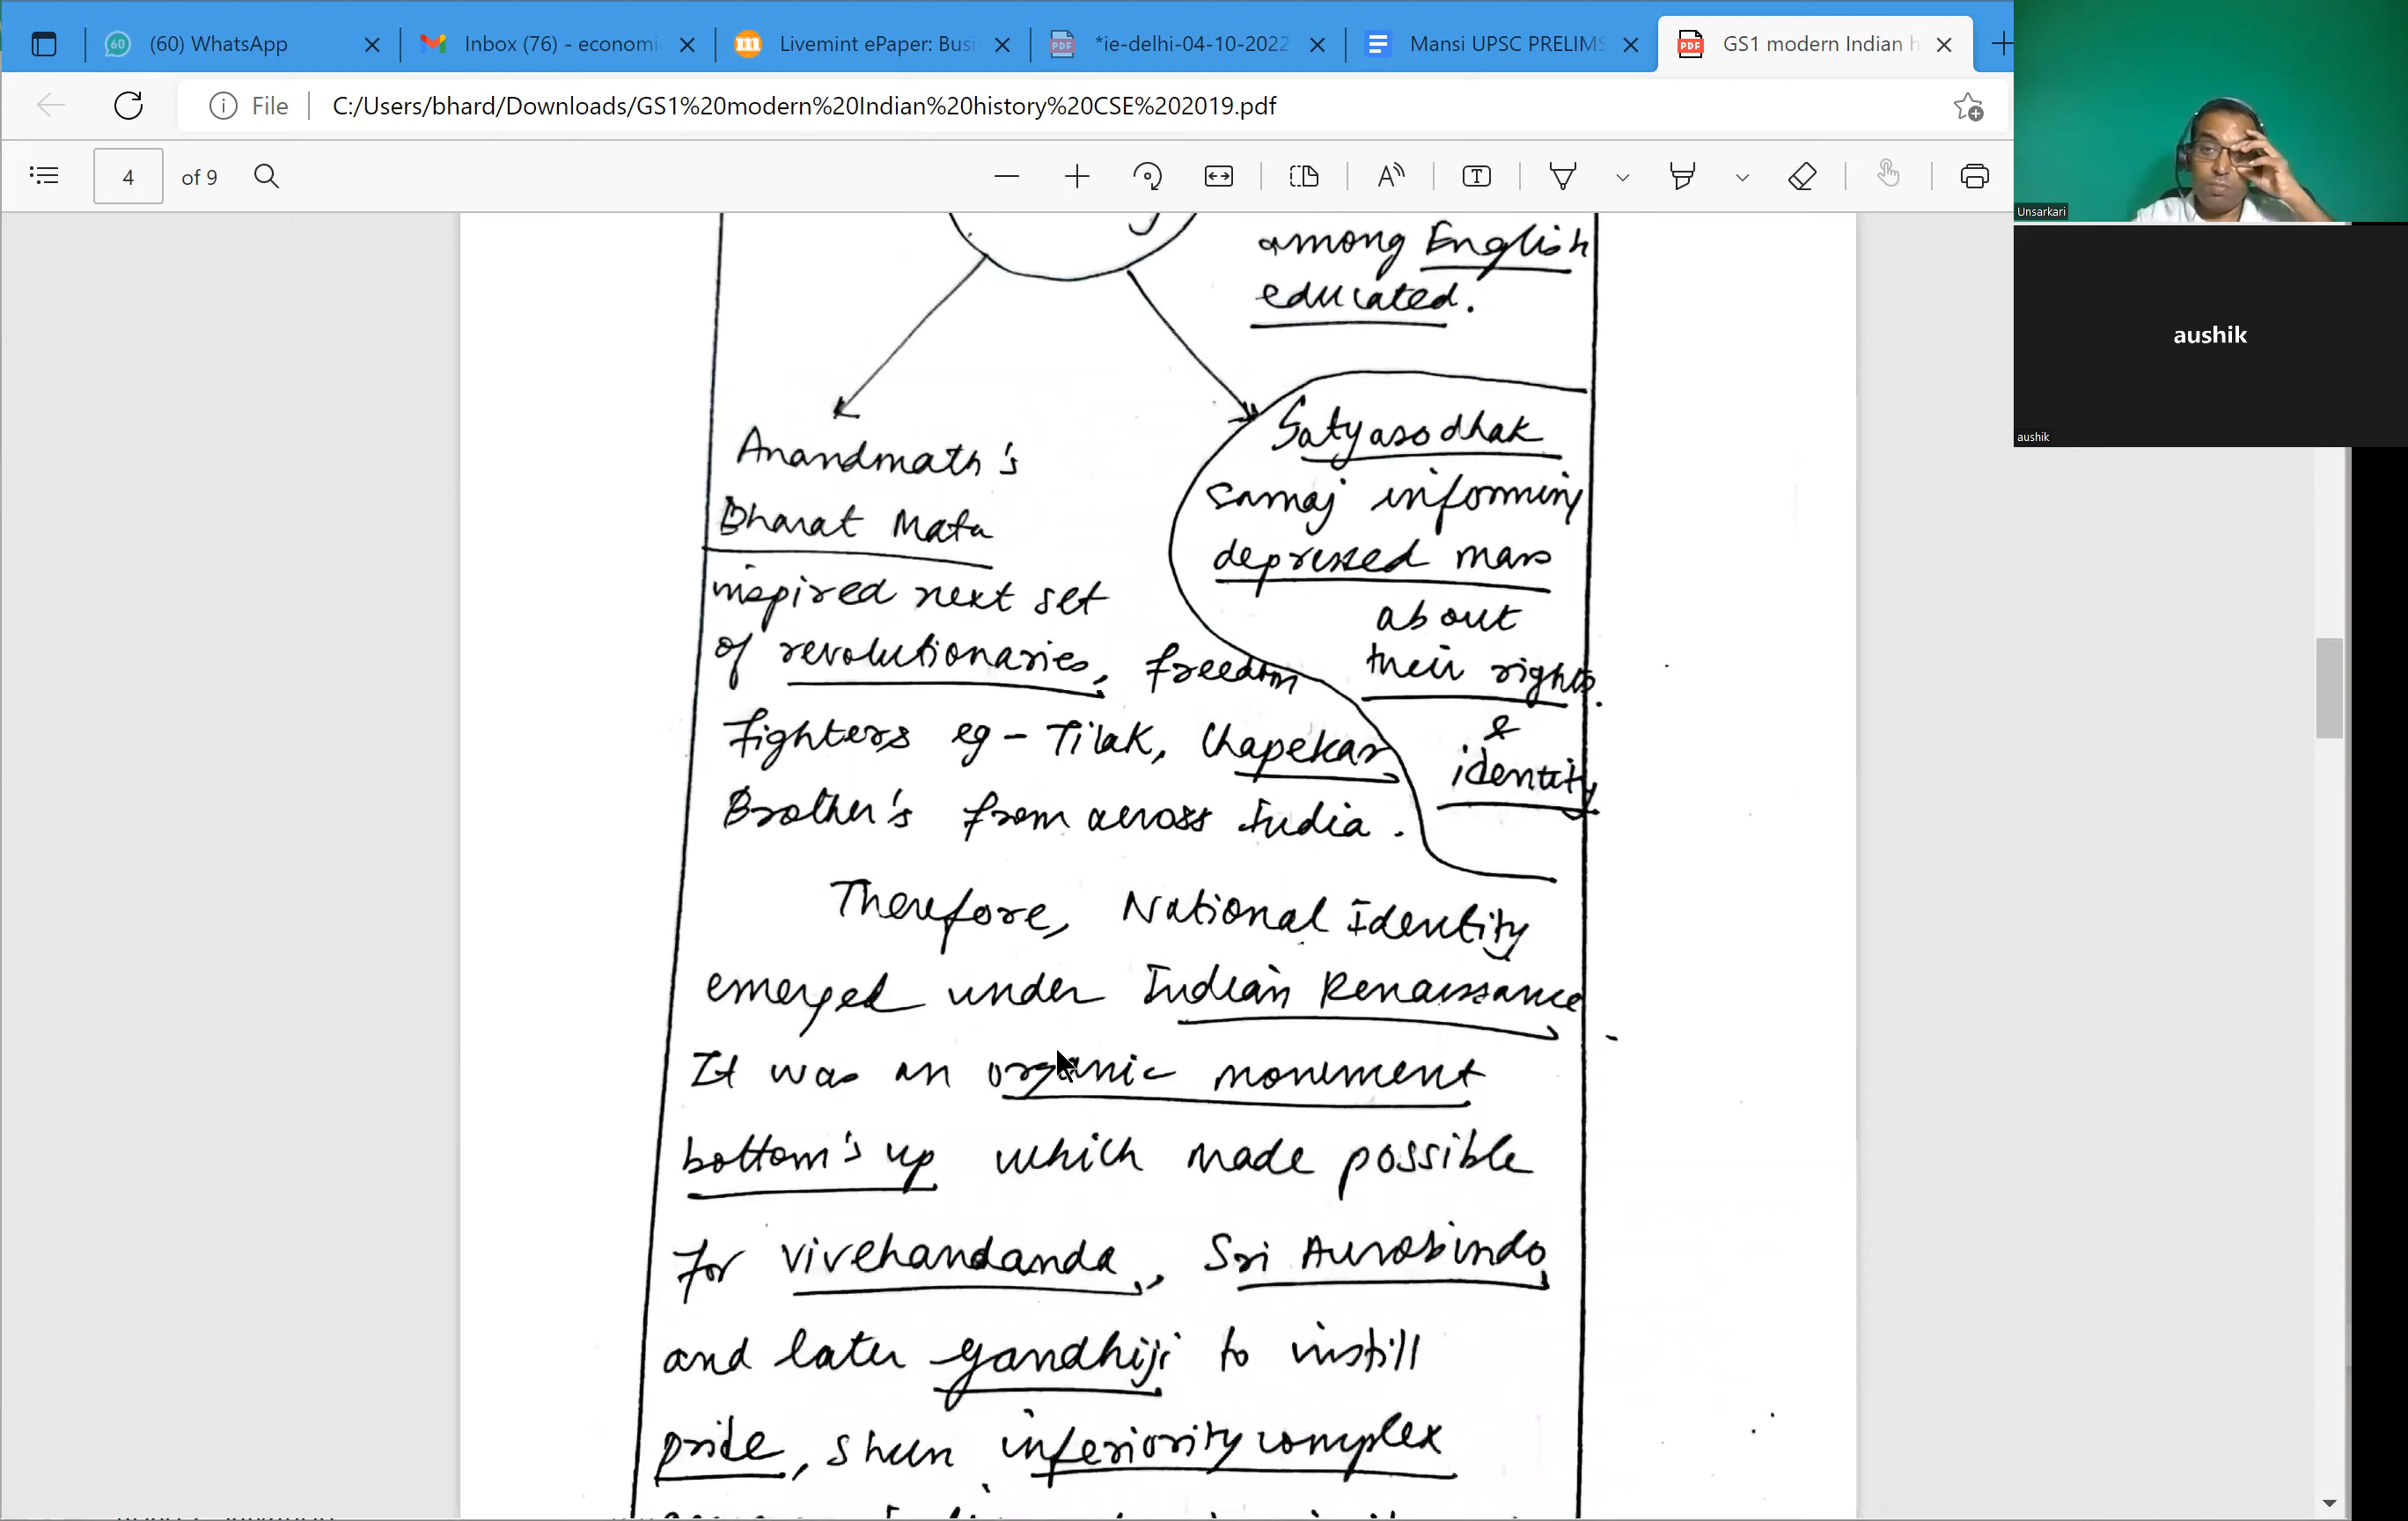 (60) WhatsApp
Inbox (76) - economi
Livemint ePaper: Busi
*ie-delhi-04-10-2022
Mansi UPSC PRELIMS
GS1 modern Indian h
File
C:/Users/bhard/Downloads/GS1%20modern%20Indian%20history%20CSE%202019.pdf
4 of 9
Unsarkari
aushik
aushik
among English
educated.
Anandmath's
Bharat Mata
inspired next set
of revolutionaries, freedom
fighters eg - Tilak, Chapekar
Brother's from across India.
Satyasodhak
samaj informing
depressed mass
about
their rights.
&
identity
Therefore, National Identity
emerged under Indian Renaissance
It was an organic movement
bottom's up which made possible
for vivehandanda, Sri Aurobindo,
and later gandhiji to instill
pride, shun inferiority complex